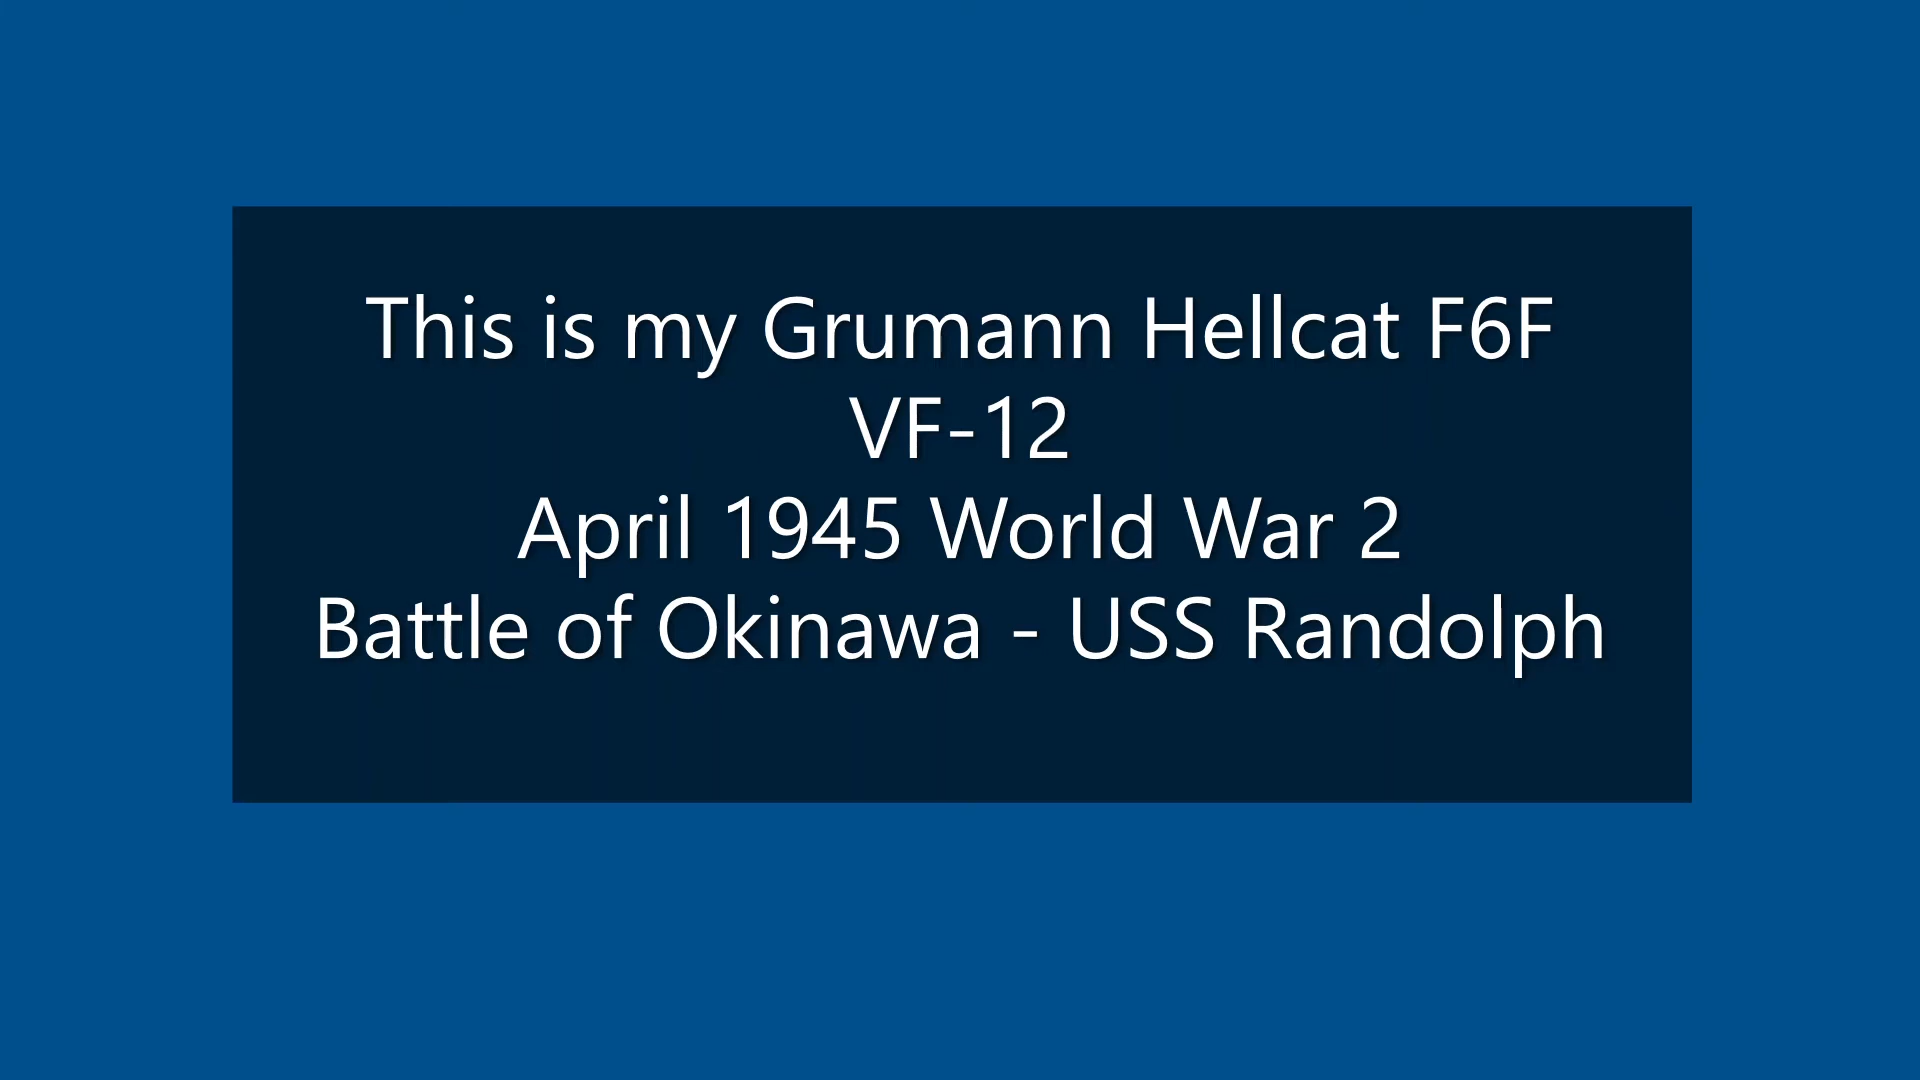 This is my Grumann Hellcat F6F
VF-12
April 1945 World War 2
Battle of Okinawa - USS Randolph